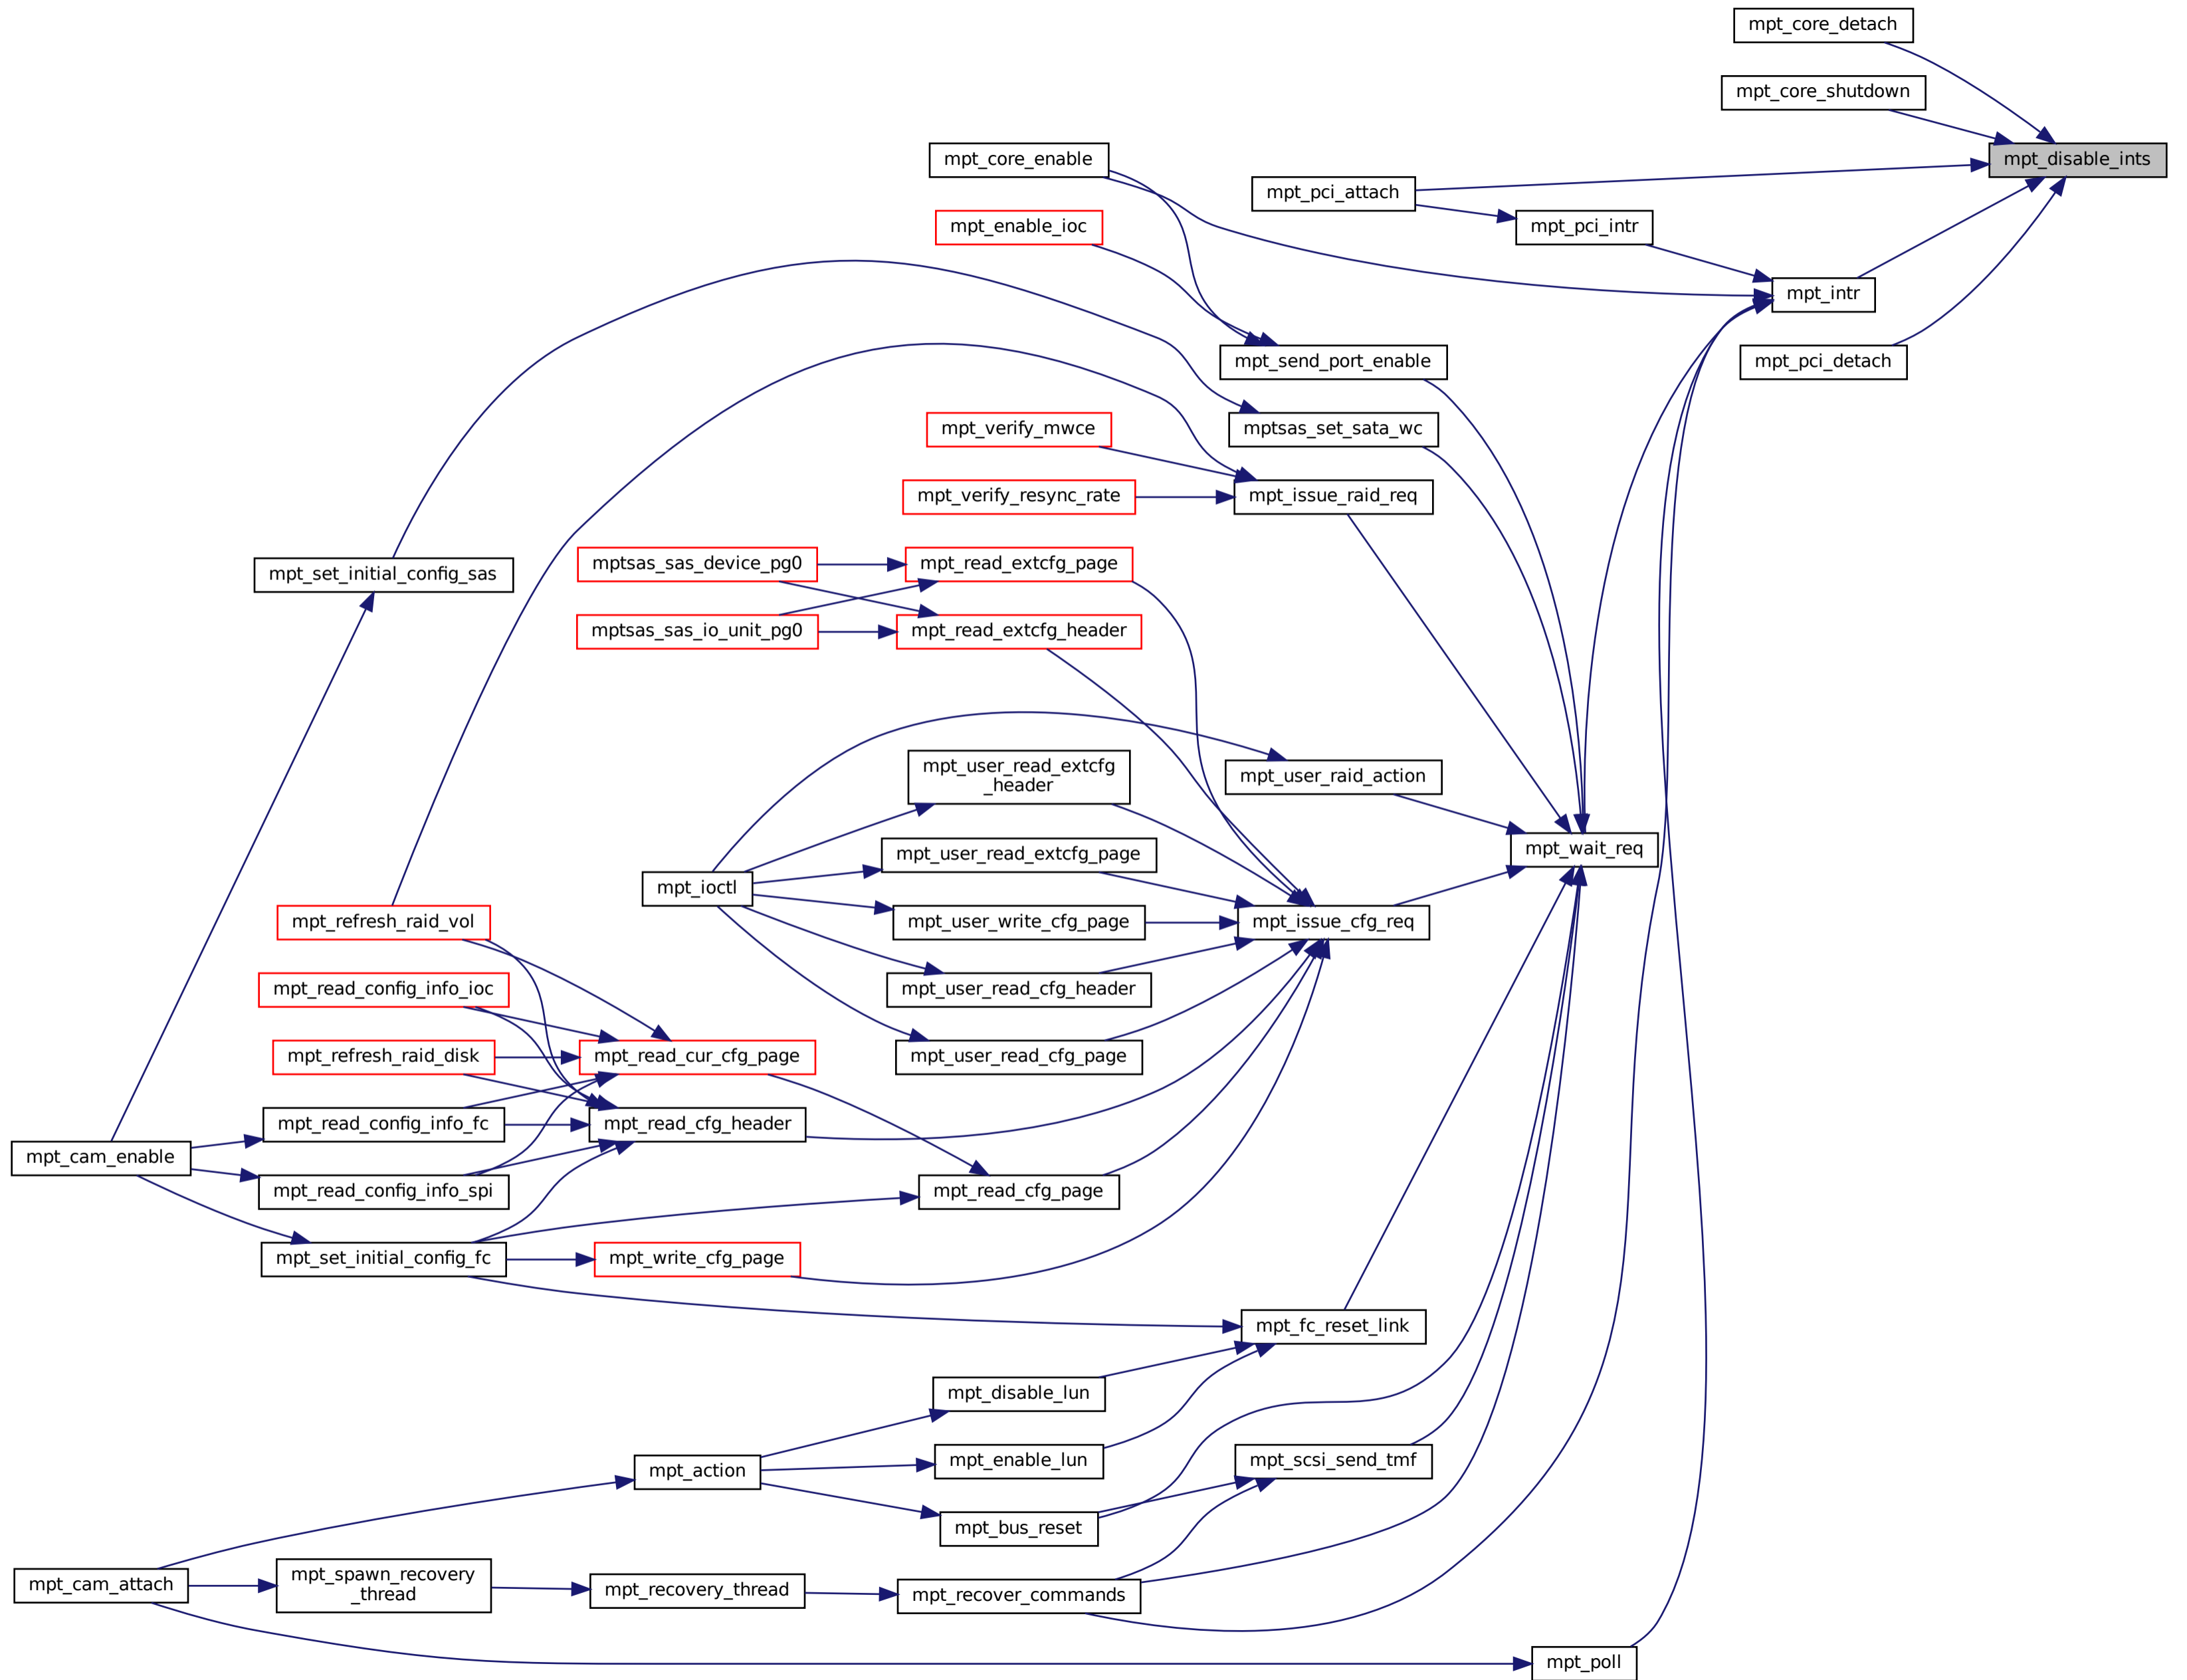 mpt_core_detach
mpt_core_shutdown
mpt_core_enable
mpt_disable_ints
mpt_pci_attach
mpt_enable_ioc
mpt_pci_intr
mpt_intr
mpt_send_port_enable
mpt_pci_detach
mpt_verify_mwce
mptsas_set_sata_wc
mpt_verify_resync_rate
mpt_issue_raid_req
mpt_set_initial_config_sas
mptsas_sas_device_pg0
mpt_read_extcfg_page
mptsas_sas_io_unit_pg0
mpt_read_extcfg_header
mpt_user_read_extcfg
_header
mpt_user_raid_action
mpt_user_read_extcfg_page
mpt_wait_req
mpt_ioctl
mpt_refresh_raid_vol
mpt_user_write_cfg_page
mpt_issue_cfg_req
mpt_read_config_info_ioc
mpt_user_read_cfg_header
mpt_refresh_raid_disk
mpt_read_cur_cfg_page
mpt_user_read_cfg_page
mpt_read_config_info_fc
mpt_read_cfg_header
mpt_cam_enable
mpt_read_config_info_spi
mpt_read_cfg_page
mpt_set_initial_config_fc
mpt_write_cfg_page
mpt_fc_reset_link
mpt_disable_lun
mpt_action
mpt_enable_lun
mpt_scsi_send_tmf
mpt_bus_reset
mpt_cam_attach
mpt_spawn_recovery
_thread
mpt_recovery_thread
mpt_recover_commands
mpt_poll